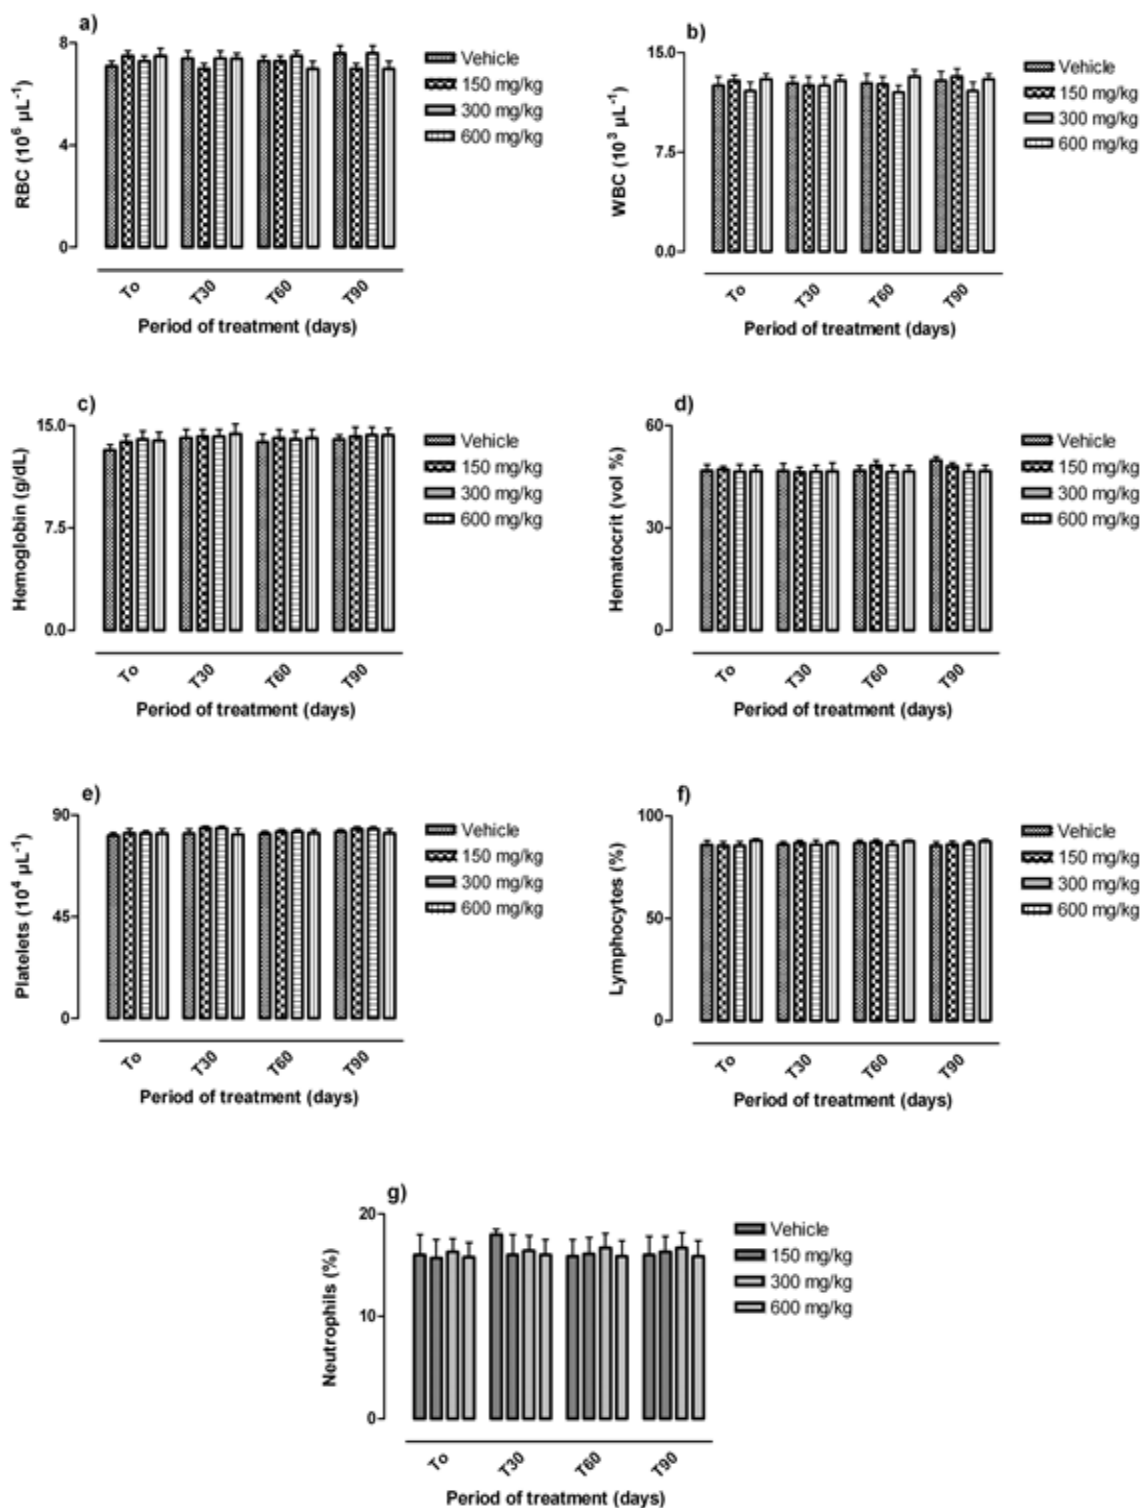 a)
8
4
0
RBC (10⁶ µL⁻¹)
Vehicle
150 mg/kg
300 mg/kg
600 mg/kg
To T30 T60 T90
Period of treatment (days)
b)
15.0
7.5
0.0
WBC (10³ µL⁻¹)
Vehicle
150 mg/kg
300 mg/kg
600 mg/kg
To T30 T60 T90
Period of treatment (days)
c)
15.0
7.5
0.0
Hemoglobin (g/dL)
Vehicle
150 mg/kg
300 mg/kg
600 mg/kg
To T30 T60 T90
Period of treatment (days)
d)
60
30
0
Hematocrit (vol %)
Vehicle
150 mg/kg
300 mg/kg
600 mg/kg
To T30 T60 T90
Period of treatment (days)
e)
90
45
0
Platelets (10⁴ µL⁻¹)
Vehicle
150 mg/kg
300 mg/kg
600 mg/kg
To T30 T60 T90
Period of treatment (days)
f)
100
50
0
Lymphocytes (%)
Vehicle
150 mg/kg
300 mg/kg
600 mg/kg
To T30 T60 T90
Period of treatment (days)
g)
20
10
0
Neutrophils (%)
Vehicle
150 mg/kg
300 mg/kg
600 mg/kg
To T30 T60 T90
Period of treatment (days)